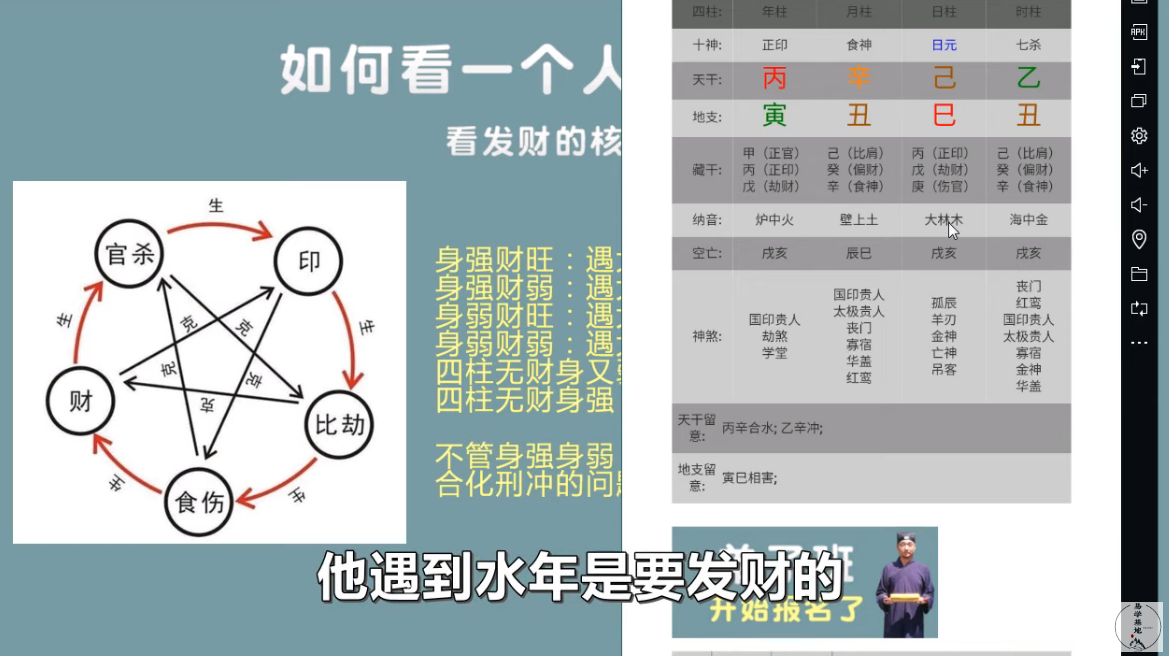 如何看一个人
看发财的核
生
官杀
印
生
克
克
生
克
克
财
克
比劫
生
食伤
生
身强财旺：遇
身强财弱：遇
身弱财旺：遇
身弱财弱：遇
四柱无财身又
四柱无财身强
不管身强身弱
合化刑冲的问
四柱: 年柱 月柱 日柱 时柱
十神: 正印 食神 日元 七杀
天干: 丙 辛 己 乙
地支: 寅 丑 巳 丑
藏干: 甲（正官） 己（比肩） 丙（正印） 己（比肩）
丙（正印） 癸（偏财） 戊（劫财） 癸（偏财）
戊（劫财） 辛（食神） 庚（伤官） 辛（食神）
纳音: 炉中火 壁上土 大林木 海中金
空亡: 戌亥 辰巳 戌亥 戌亥
神煞:
国印贵人
劫煞
学堂
国印贵人
太极贵人
丧门
寡宿
华盖
红鸾
孤辰
羊刃
金神
亡神
吊客
丧门
红鸾
国印贵人
太极贵人
寡宿
金神
华盖
天干留意: 丙辛合水; 乙辛冲;
地支留意: 寅巳相害;
开始报名了
他遇到水年是要发财的
易学基地